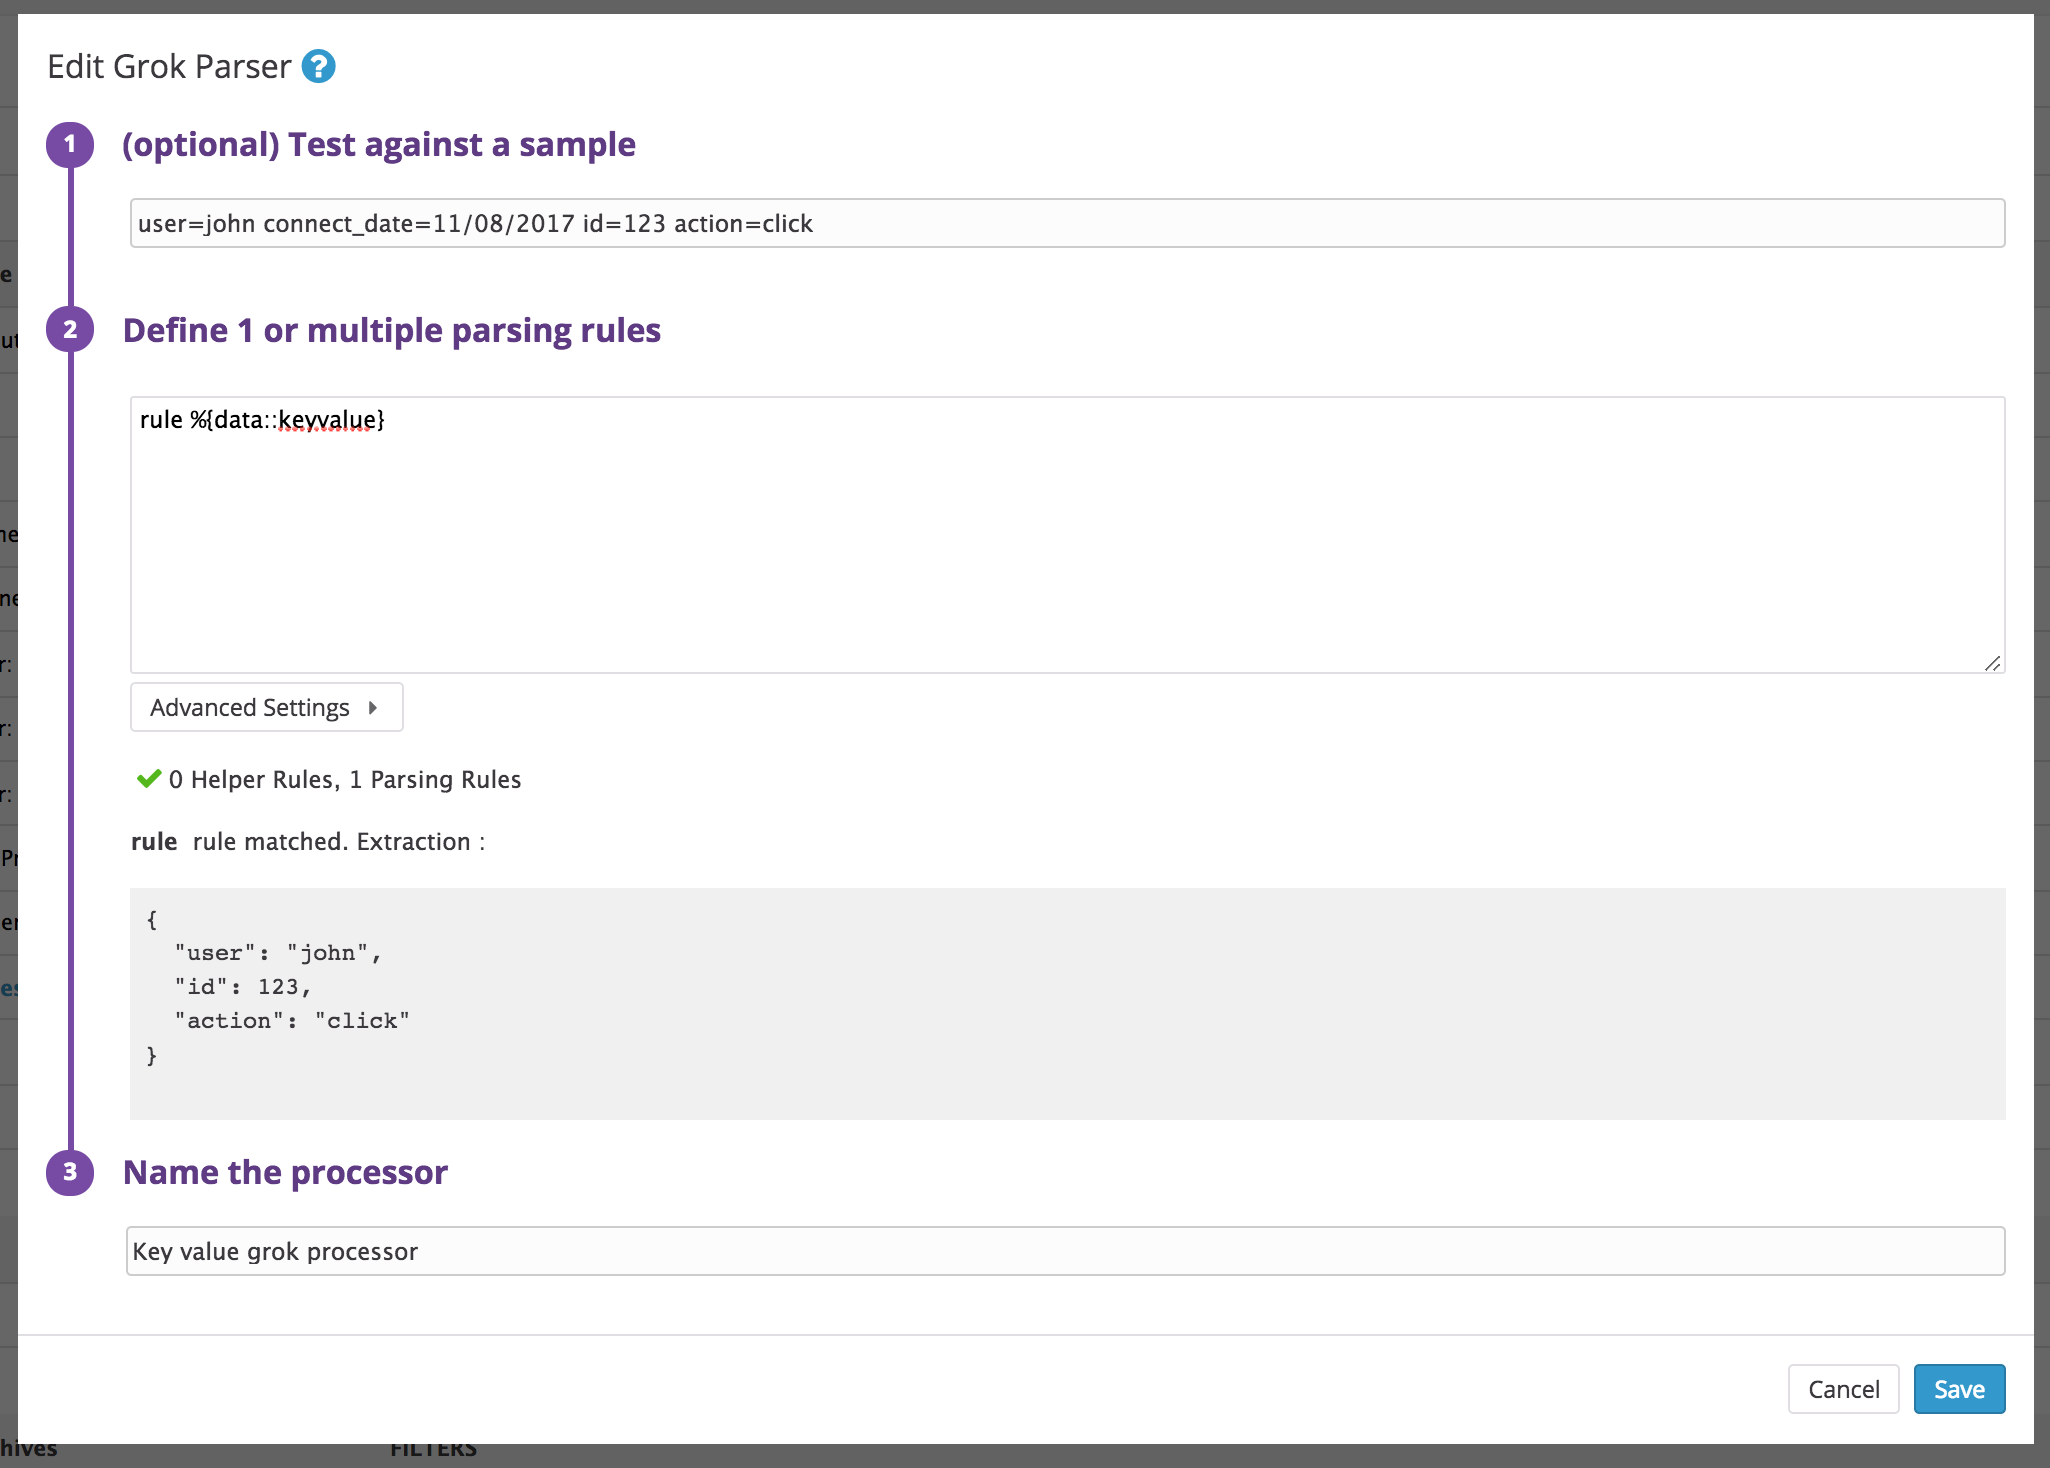 Edit Grok Parser ?
1 (optional) Test against a sample
user=john connect_date=11/08/2017 id=123 action=click
2 Define 1 or multiple parsing rules
rule %{data::keyvalue}
Advanced Settings
0 Helper Rules, 1 Parsing Rules
rule rule matched. Extraction :
{
"user": "john",
"id": 123,
"action": "click"
}
3 Name the processor
Key value grok processor
Cancel Save
hives FILTERS